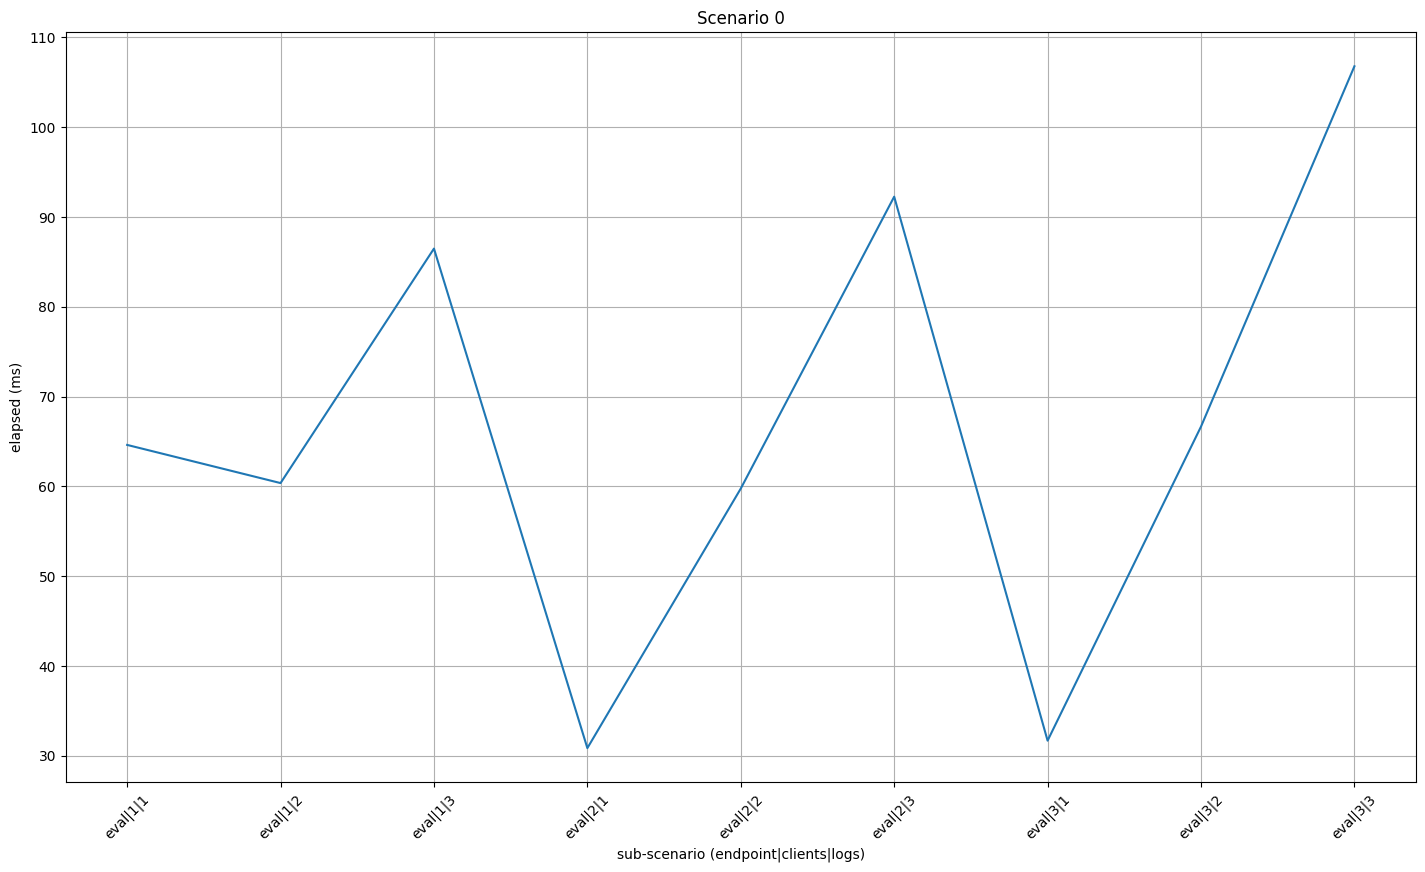 Scenario 0
110
100
90
80
70
60
50
40
30
elapsed (ms)
eval|1|1
eval|1|2
eval|1|3
eval|2|1
eval|2|2
eval|2|3
eval|3|1
eval|3|2
eval|3|3
sub-scenario (endpoint|clients|logs)